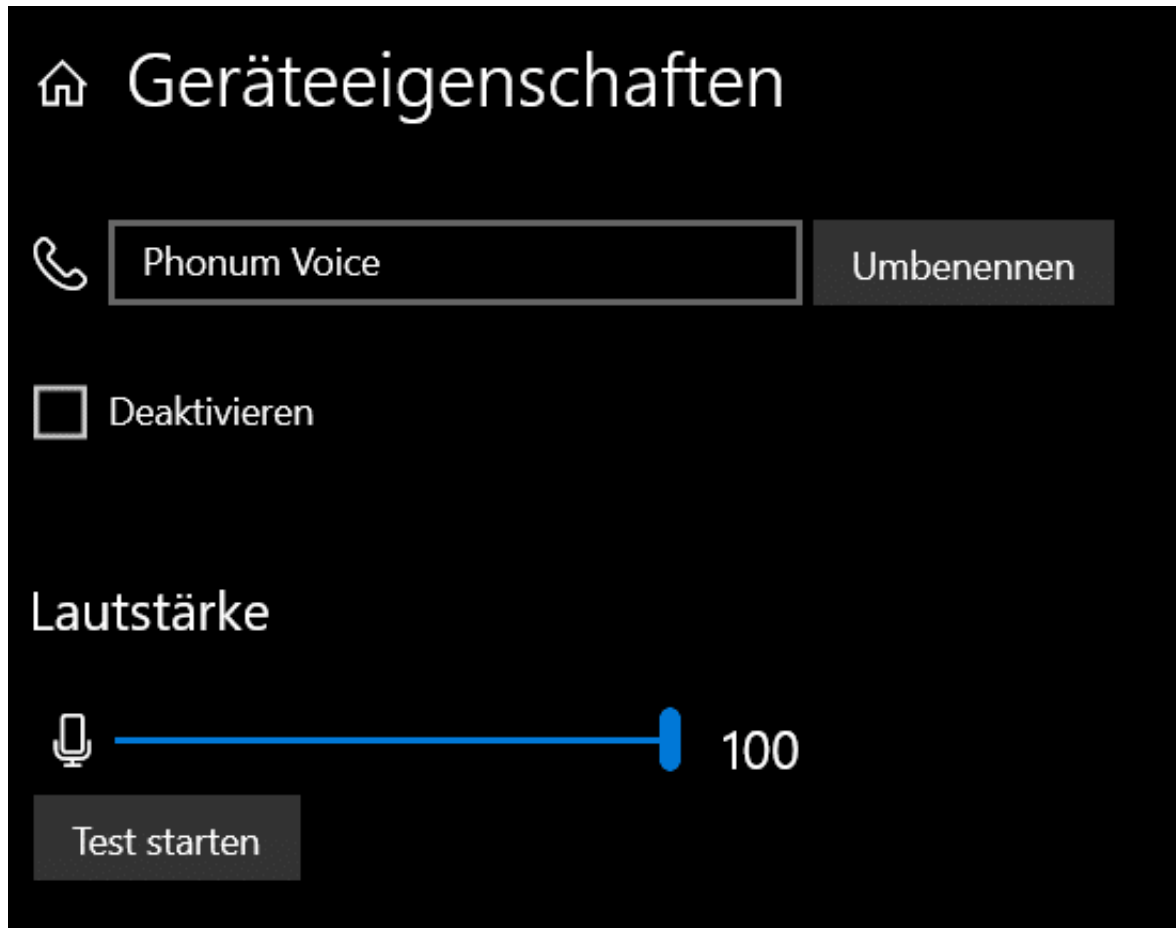 Geräteeigenschaften
Phonum Voice
Umbenennen
Deaktivieren
Lautstärke
100
Test starten